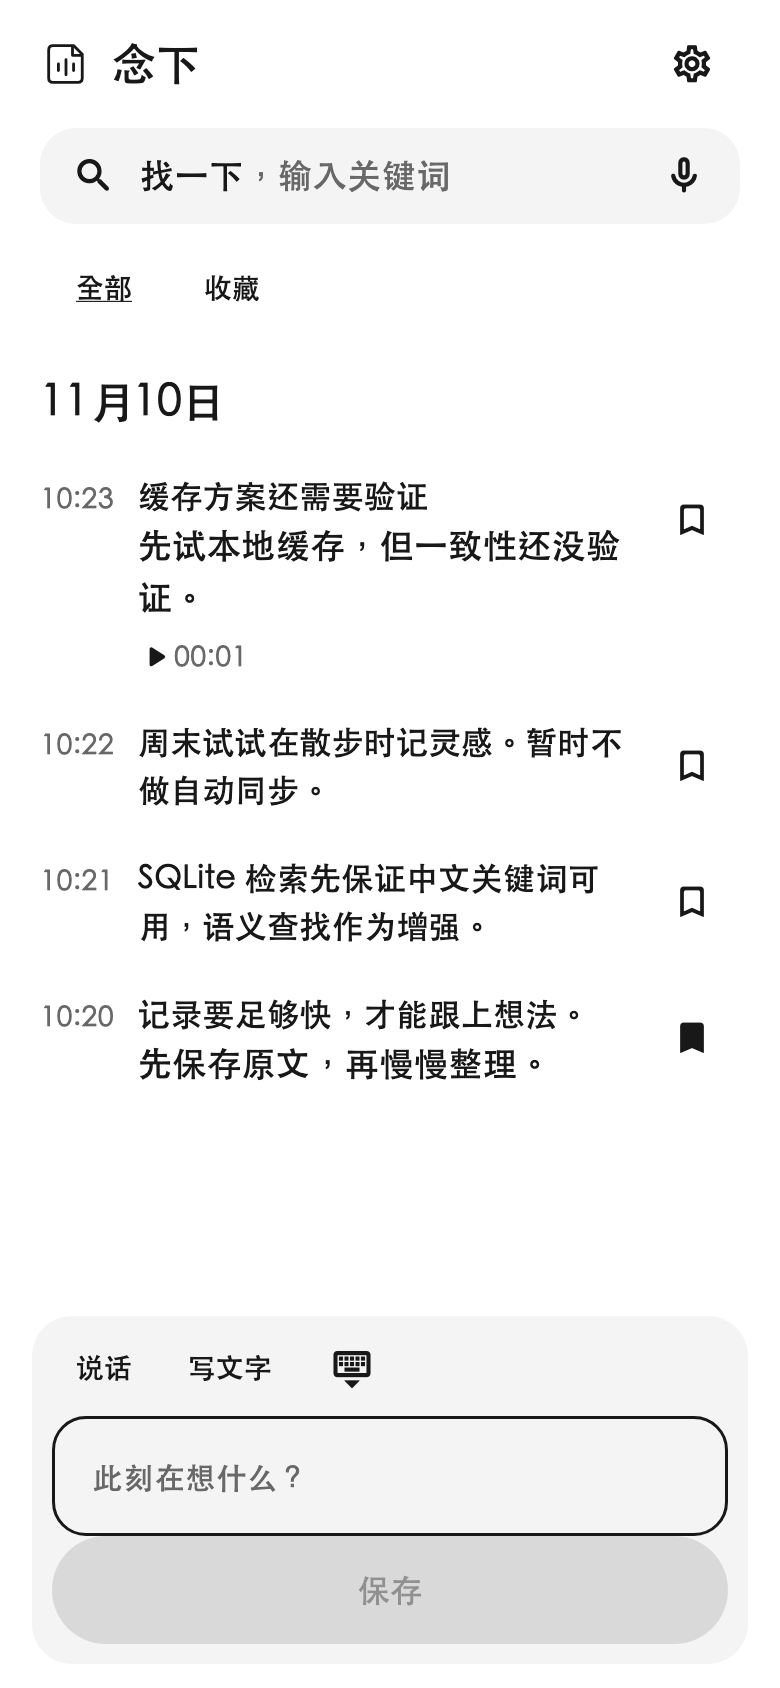 念下
找一下，输入关键词
全部 收藏
11月10日
10:23 缓存方案还需要验证
先试本地缓存，但一致性还没验
证。
00:01
10:22 周末试试在散步时记灵感。暂时不
做自动同步。
10:21 SQLite 检索先保证中文关键词可
用，语义查找作为增强。
10:20 记录要足够快，才能跟上想法。
先保存原文，再慢慢整理。
说话 写文字
此刻在想什么？
保存